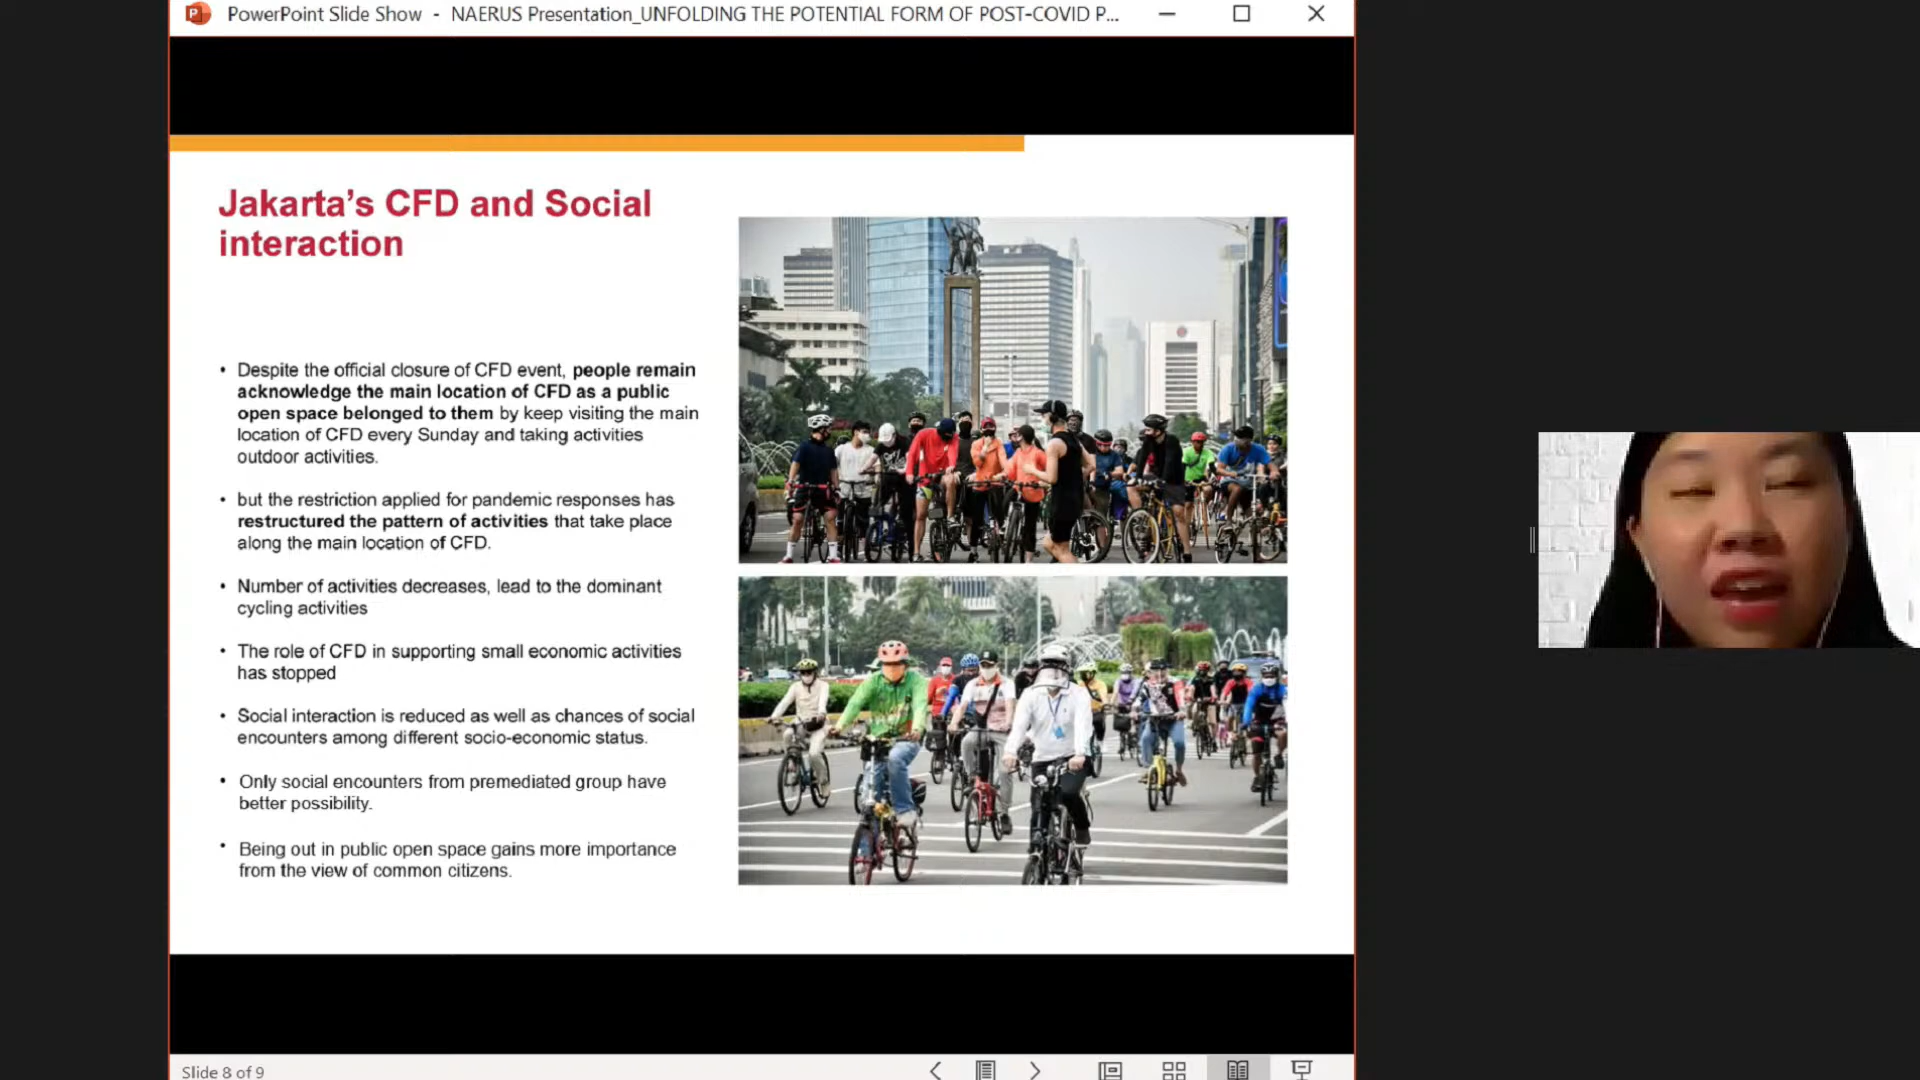 PowerPoint Slide Show - NAERUS Presentation_UNFOLDING THE POTENTIAL FORM OF POST-COVID P...
Jakarta's CFD and Social
interaction
• Despite the official closure of CFD event, people remain
acknowledge the main location of CFD as a public
open space belonged to them by keep visiting the main
location of CFD every Sunday and taking activities
outdoor activities.
• but the restriction applied for pandemic responses has
restructured the pattern of activities that take place
along the main location of CFD.
• Number of activities decreases, lead to the dominant
cycling activities
• The role of CFD in supporting small economic activities
has stopped
• Social interaction is reduced as well as chances of social
encounters among different socio-economic status.
• Only social encounters from premediated group have
better possibility.
• Being out in public open space gains more importance
from the view of common citizens.
Slide 8 of 9